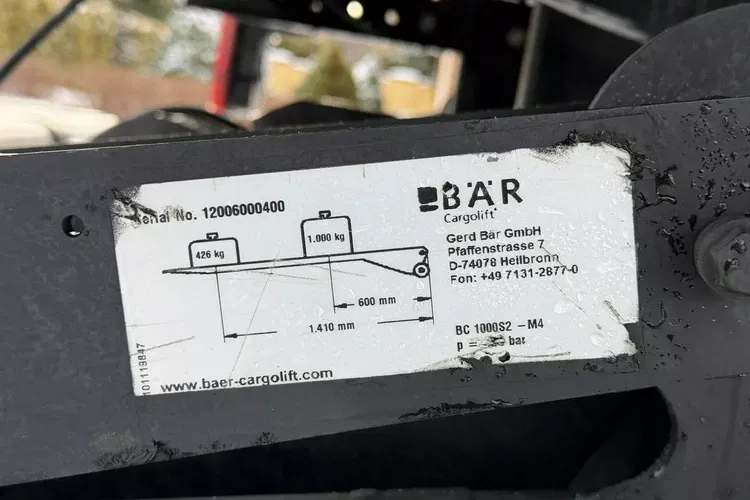 Serial No. 12006000400
426 kg
1.000 kg
600 mm
1.410 mm
101119847
www.baer-cargolift.com
BÄR
Cargolift
Gerd Bär GmbH
Pfaffenstrasse 7
D-74078 Heilbronn
Fon: +49 7131-2877-0
BC 1000S2 -M4
p = bar